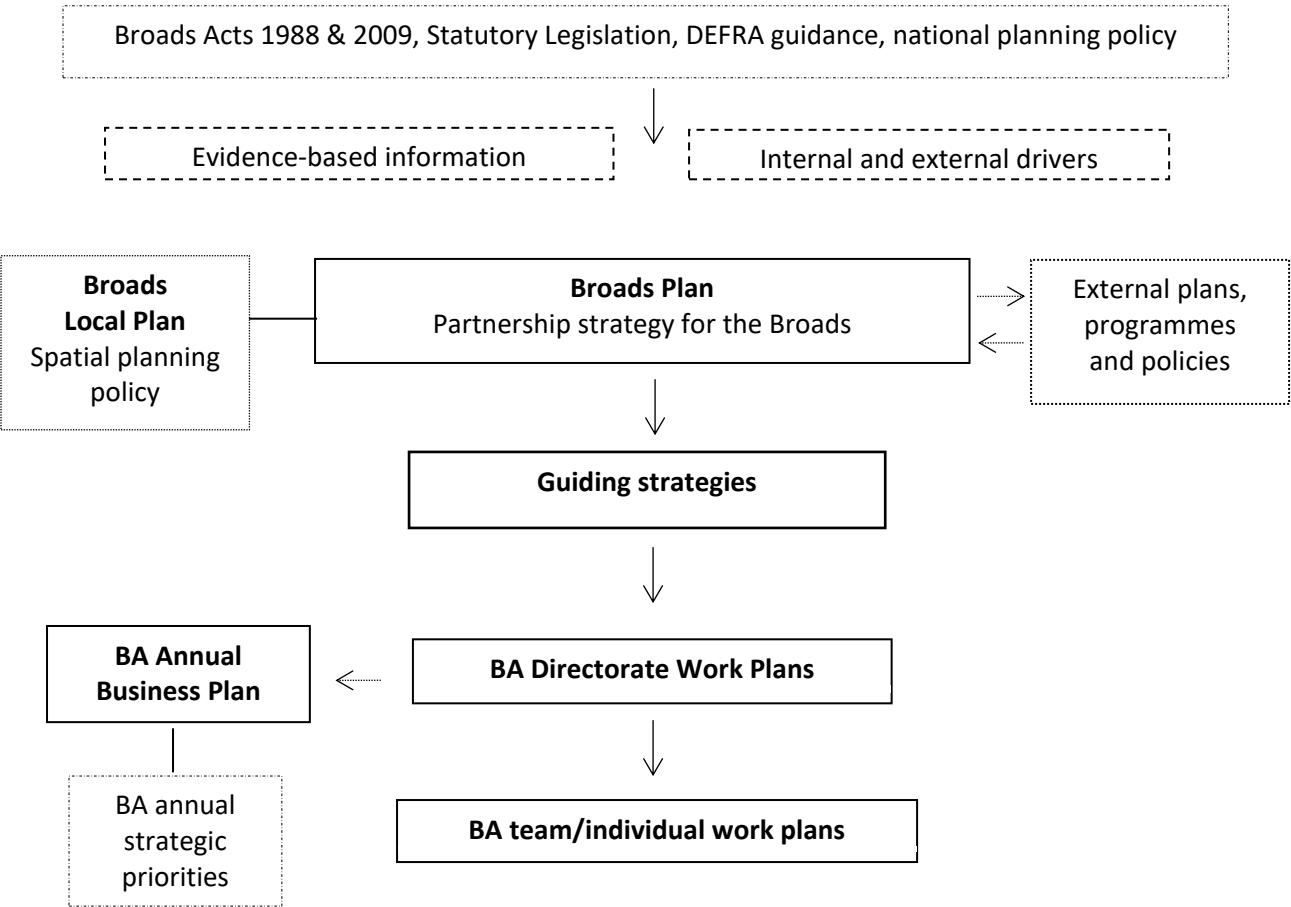 Broads Acts 1988 & 2009, Statutory Legislation, DEFRA guidance, national planning policy
Evidence-based information
Internal and external drivers
Broads
Local Plan
Spatial planning
policy
Broads Plan
Partnership strategy for the Broads
External plans,
programmes
and policies
Guiding strategies
BA Annual
Business Plan
BA Directorate Work Plans
BA annual
strategic
priorities
BA team/individual work plans